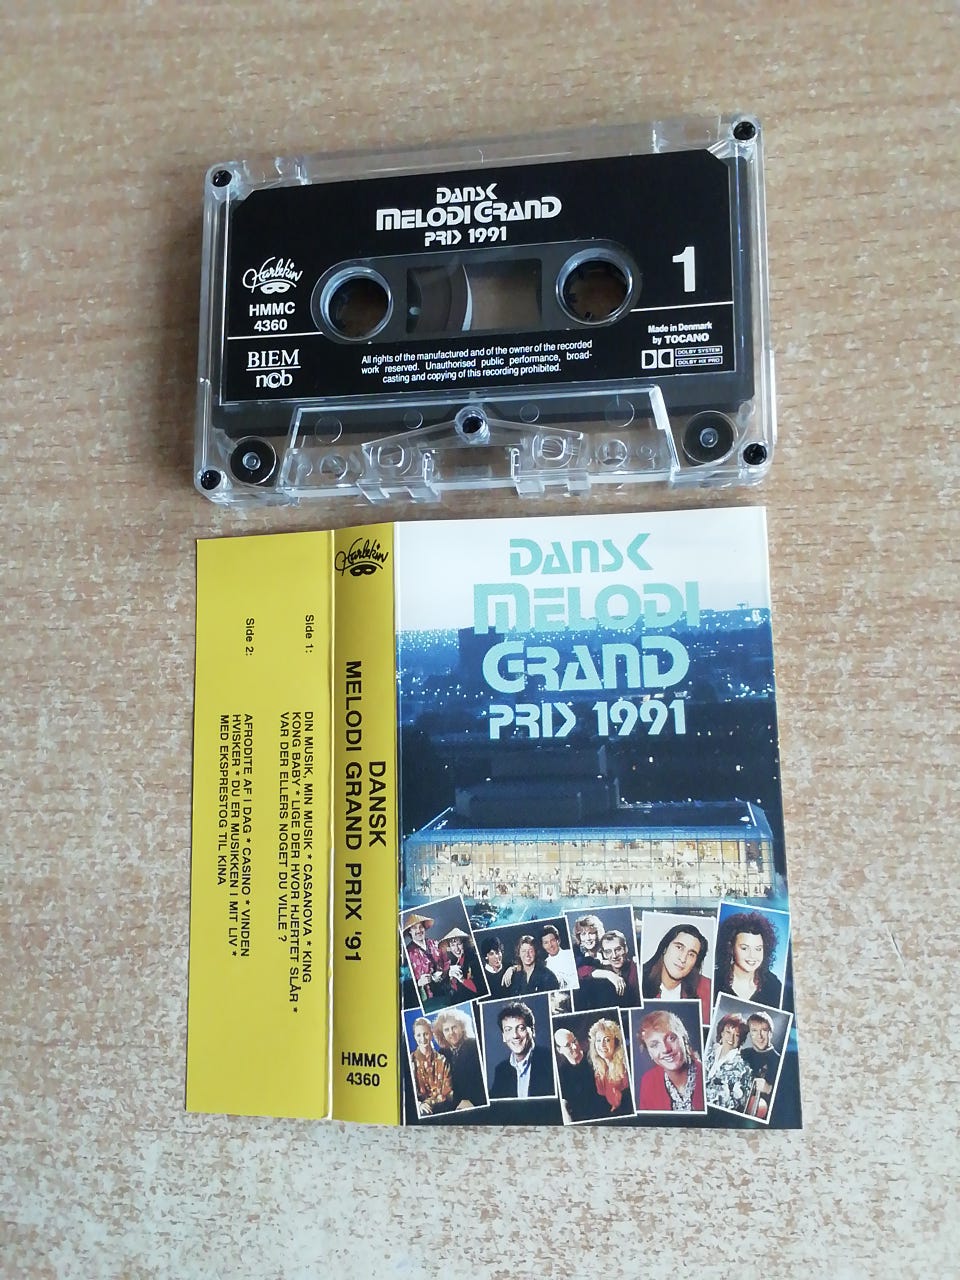 DANSK
MELODI GRAND
PRIX 1991
1
Harlekin
HMMC
4360
BIEM
ncb
All rights of the manufactured and of the owner of the recorded
work reserved. Unauthorised public performance, broad-
casting and copying of this recording prohibited.
Made in Denmark
by TOCANO
DOLBY SYSTEM
DOLBY HX PRO
Harlekin
DANSK
MELODI GRAND PRIX '91
HMMC
4360
Side 1:
DIN MUSIK, MIN MUSIK * CASANOVA * KING
KONG BABY * LIGE DER HVOR HJERTET SLÅR *
VAR DER ELLERS NOGET DU VILLE ?
Side 2:
AFRODITE AF I DAG * CASINO * VINDEN
HVISKER * DU ER MUSIKKEN I MIT LIV *
MED EKSPRESTOG TIL KINA
DANSK
MELODI
GRAND
PRIX 1991